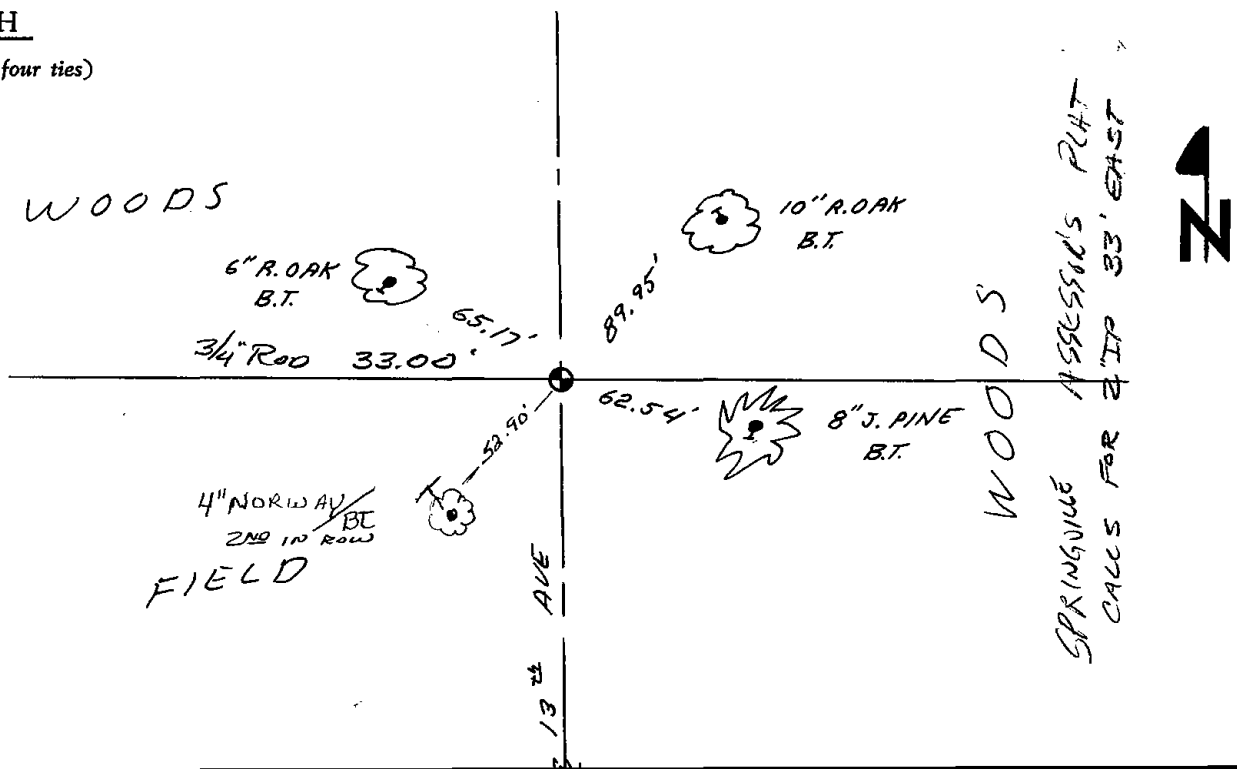 H
four ties)
WOODS
6" R. OAK
B.T.
10" R.OAK
B.T.
65.17'
89.95'
3/4" ROD 33.00'
62.54'
8" J. PINE
B.T.
52.90'
4" NORWAY
BT
2ND IN ROW
FIELD
13th AVE
WOODS
SPRINGVILLE ASSESSOR'S PLAT
CALLS FOR 2" IP 33' EAST
N